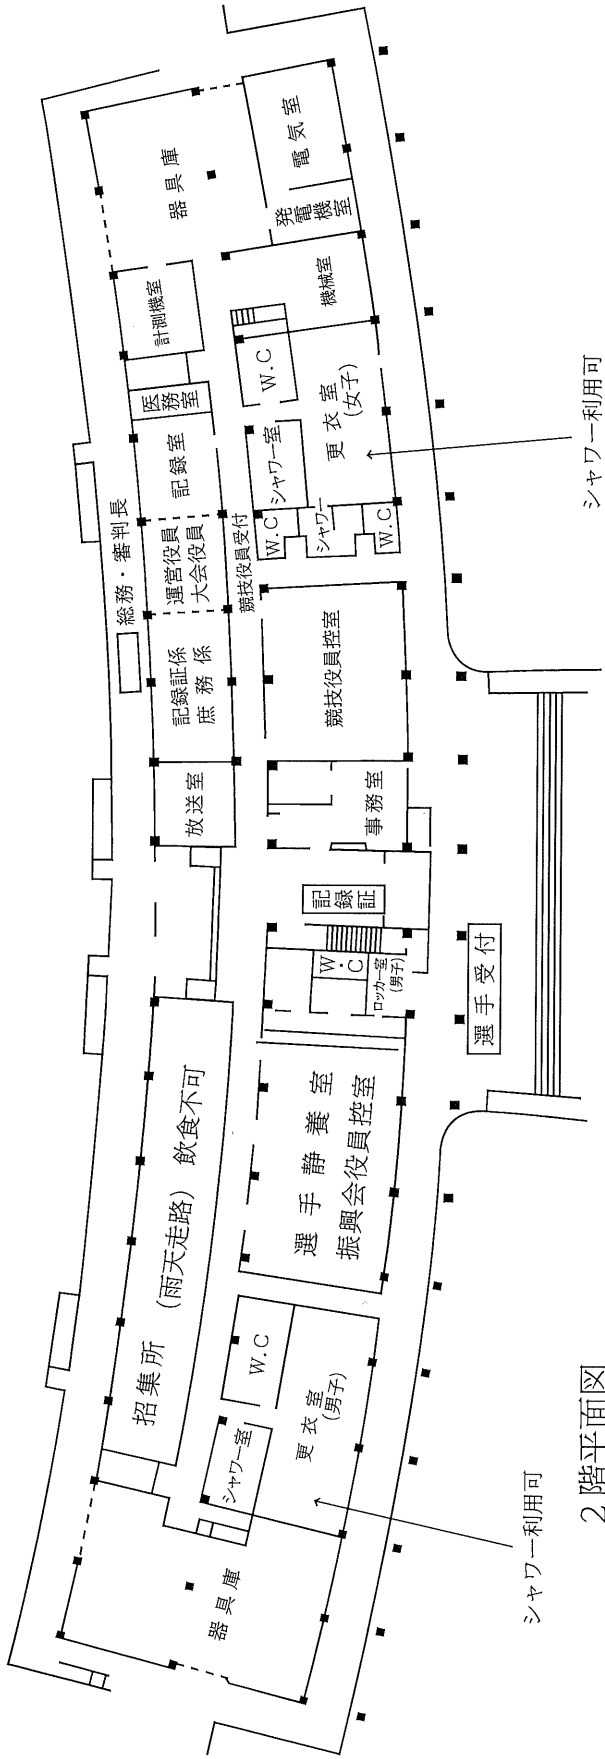 2階平面図
器具庫
シャワー利用可
シャワー室
更衣室
(男子)
W.C
招集所 (雨天走路) 飲食不可
選手静養室
振興会役員控室
選手受付
ロッカー室
(男子)
W.C
記録証
事務室
放送室
記録証係
庶務係
競技役員控室
総務・審判長
運営役員
大会役員
競技役員受付
記録室
医務室
W.C
シャワー
W.C
シャワー室
更衣室
(女子)
W.C
シャワー利用可
計測機室
機械室
発電機室
電気室
器具庫